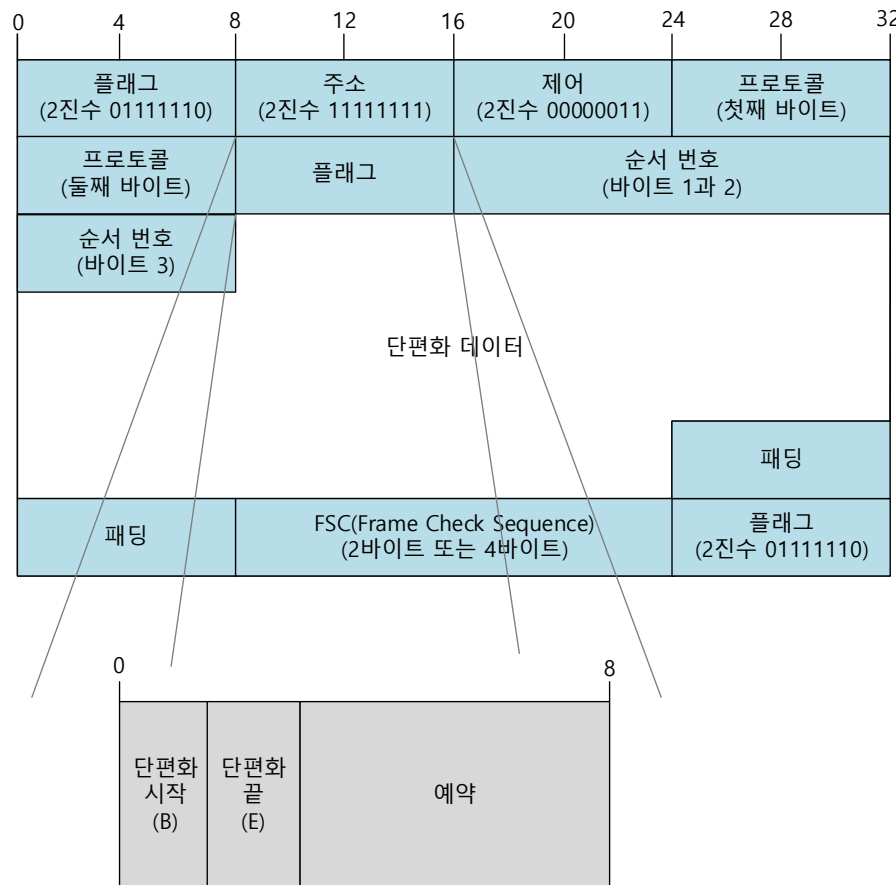 0 4 8 12 16 20 24 28 32
플래그
(2진수 01111110)
주소
(2진수 11111111)
제어
(2진수 00000011)
프로토콜
(첫째 바이트)
프로토콜
(둘째 바이트)
플래그
순서 번호
(바이트 1과 2)
순서 번호
(바이트 3)
단편화 데이터
패딩
패딩
FSC(Frame Check Sequence)
(2바이트 또는 4바이트)
플래그
(2진수 01111110)
0 8
단편화
시작
(B)
단편화
끝
(E)
예약